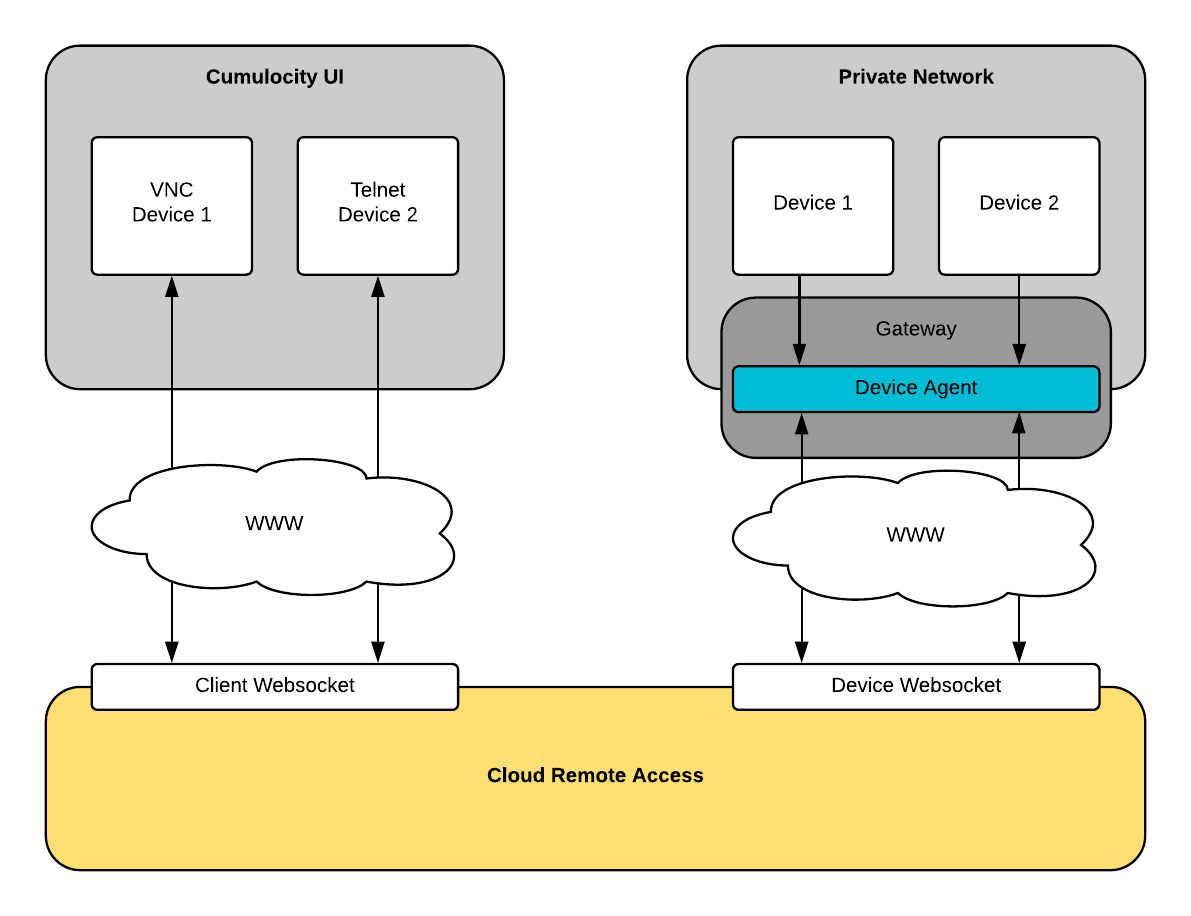 Cumulocity UI
VNC
Device 1
Telnet
Device 2
WWW
Client Websocket
Private Network
Device 1
Device 2
Gateway
Device Agent
WWW
Device Websocket
Cloud Remote Access